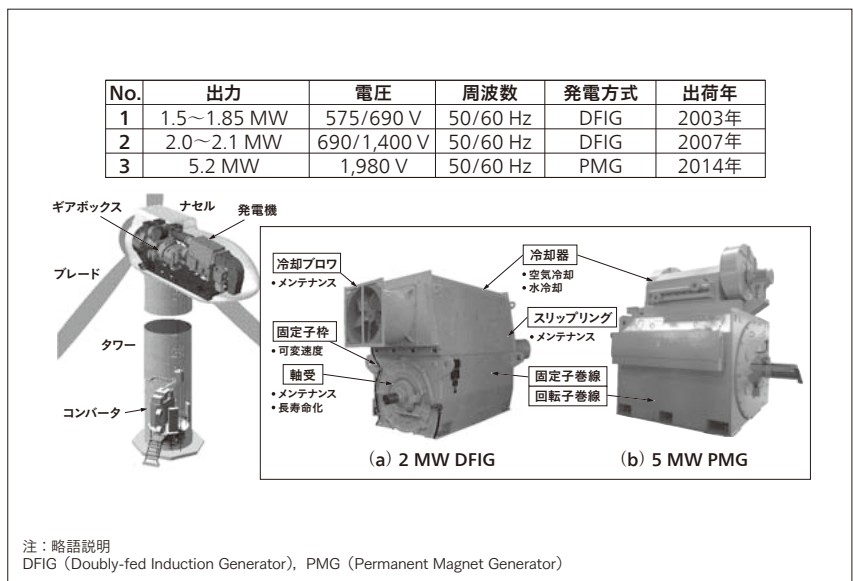 No. 出力 電圧 周波数 発電方式 出荷年
1 1.5～1.85 MW 575/690 V 50/60 Hz DFIG 2003年
2 2.0～2.1 MW 690/1,400 V 50/60 Hz DFIG 2007年
3 5.2 MW 1,980 V 50/60 Hz PMG 2014年
ギアボックス
ナセル
発電機
ブレード
タワー
コンバータ
冷却ブロワ
•メンテナンス
固定子枠
•可変速度
軸受
•メンテナンス
•長寿命化
冷却器
•空気冷却
•水冷却
スリップリング
•メンテナンス
固定子巻線
回転子巻線
(a) 2 MW DFIG
(b) 5 MW PMG
注：略語説明
DFIG（Doubly-fed Induction Generator），PMG（Permanent Magnet Generator）